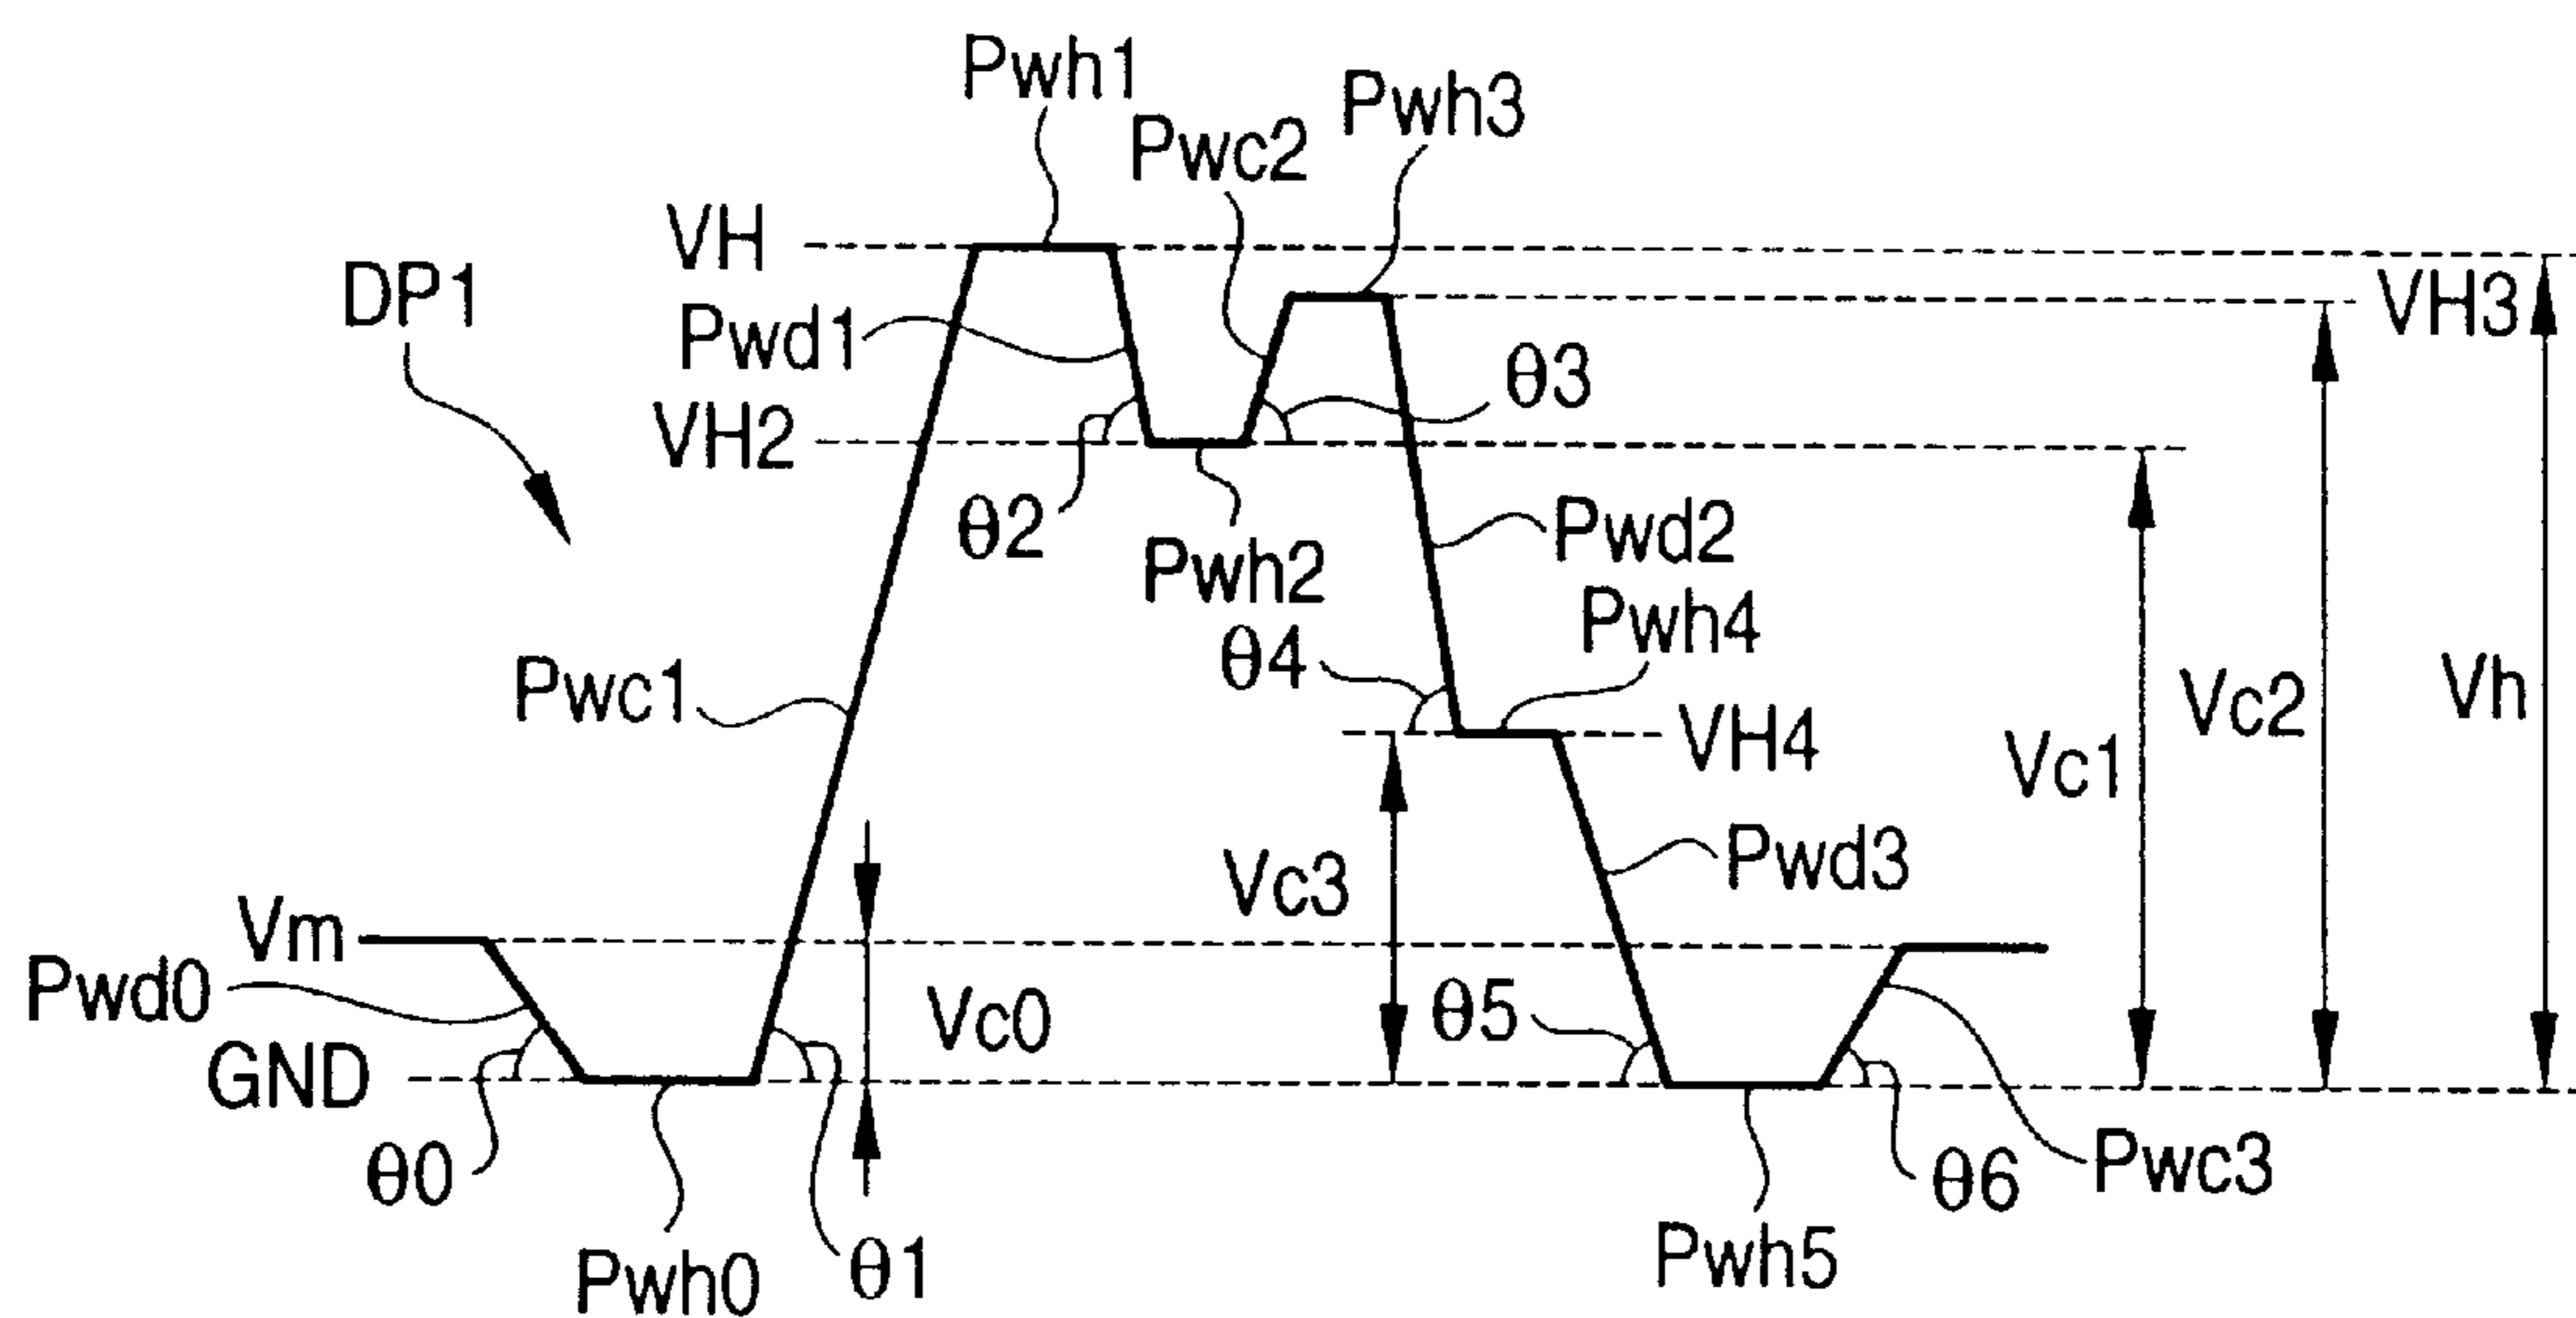 Pwh1
Pwh3
Pwc2
VH
DP1
VH3
Pwd1
θ3
VH2
θ2
Pwd2
Pwh2
Pwh4
θ4
Pwc1
Vh
Vc2
VH4
Vc1
Vc3
Pwd3
Vm
Pwd0
Vc0
θ5
GND
θ0
Pwc3
θ6
Pwh0
θ1
Pwh5